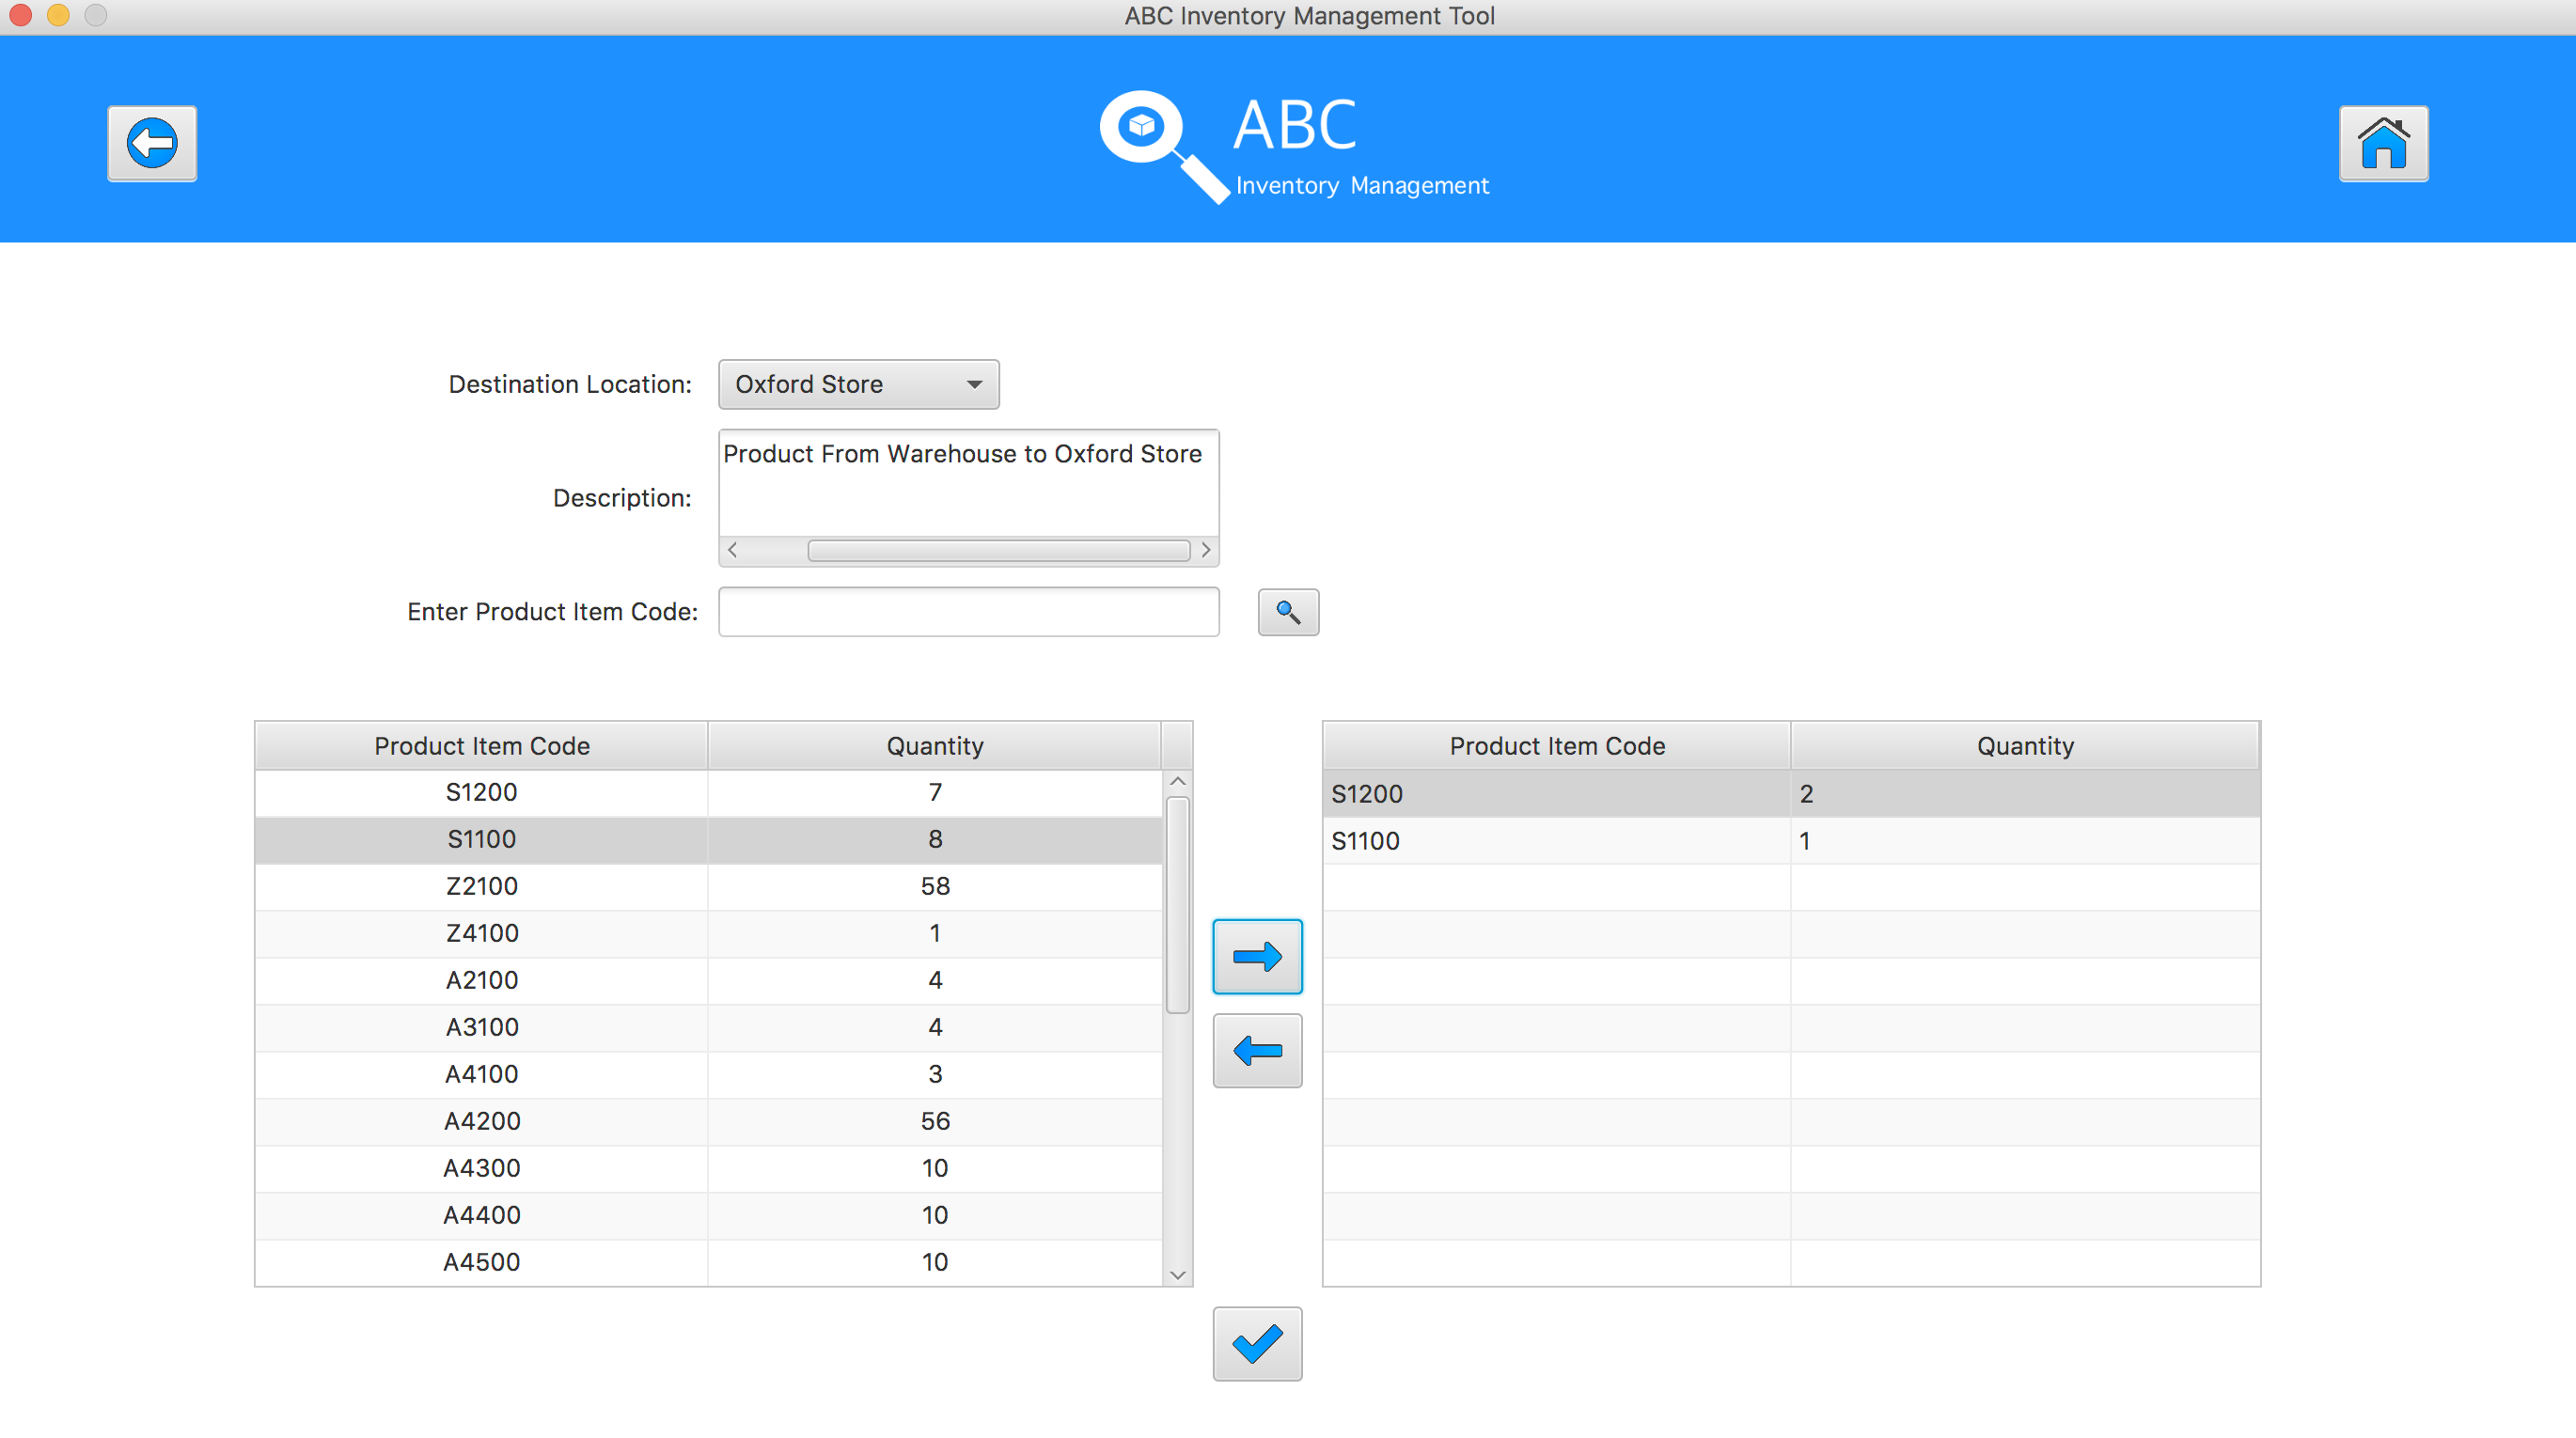 ABC Inventory Management Tool
ABC
Inventory Management
Destination Location: Oxford Store
Description: Product From Warehouse to Oxford Store
Enter Product Item Code:
Product Item Code Quantity Product Item Code Quantity
S1200 7 S1200 2
S1100 8 S1100 1
Z2100 58
Z4100 1
A2100 4
A3100 4
A4100 3
A4200 56
A4300 10
A4400 10
A4500 10